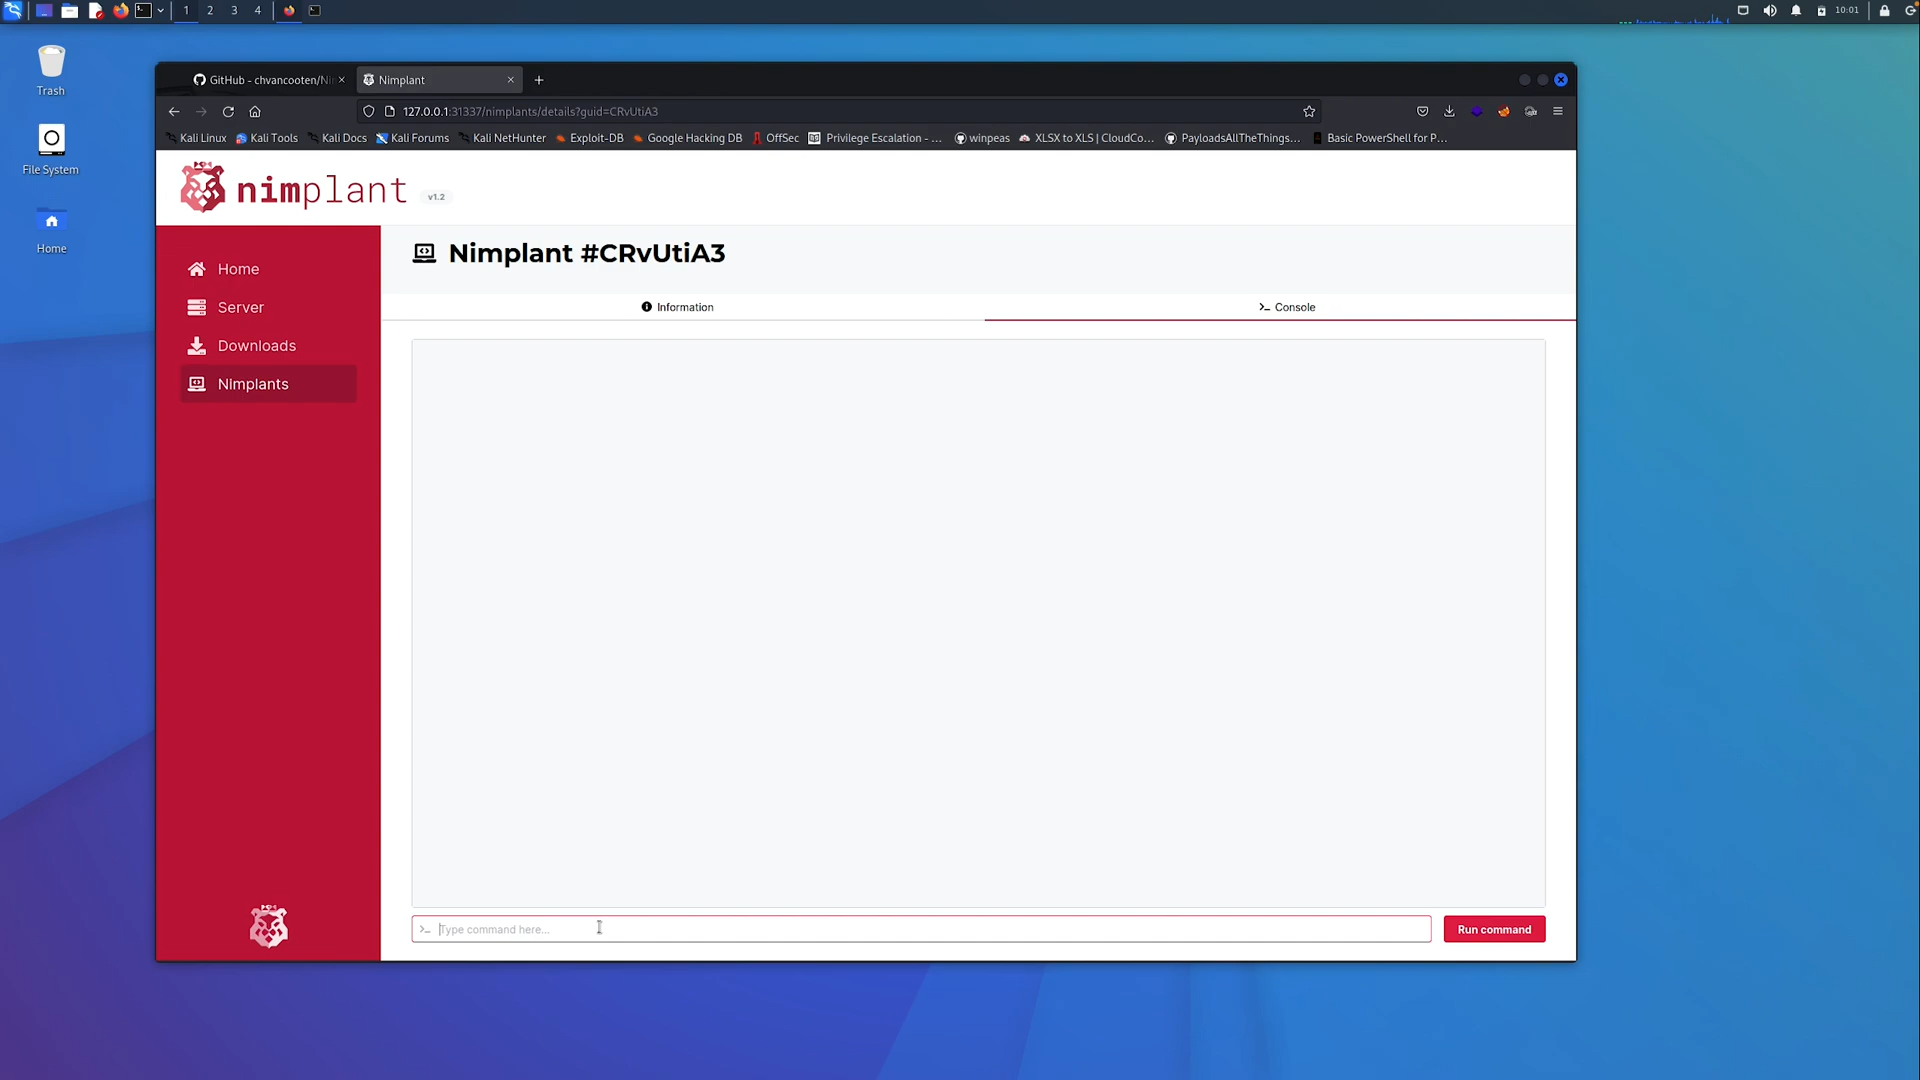 1 2 3 4
10:01
Trash
File System
Home
GitHub - chvancooten/Ni
Nimplant
127.0.0.1:31337/nimplants/details?guid=CRvUtiA3
Kali Linux Kali Tools Kali Docs Kali Forums Kali NetHunter Exploit-DB Google Hacking DB OffSec Privilege Escalation - ... winpeas XLSX to XLS | CloudCo... PayloadsAllTheThings... Basic PowerShell for P...
nimplant v1.2
Home
Server
Downloads
Nimplants
Nimplant #CRvUtiA3
Information
>_ Console
>_ Type command here...
Run command